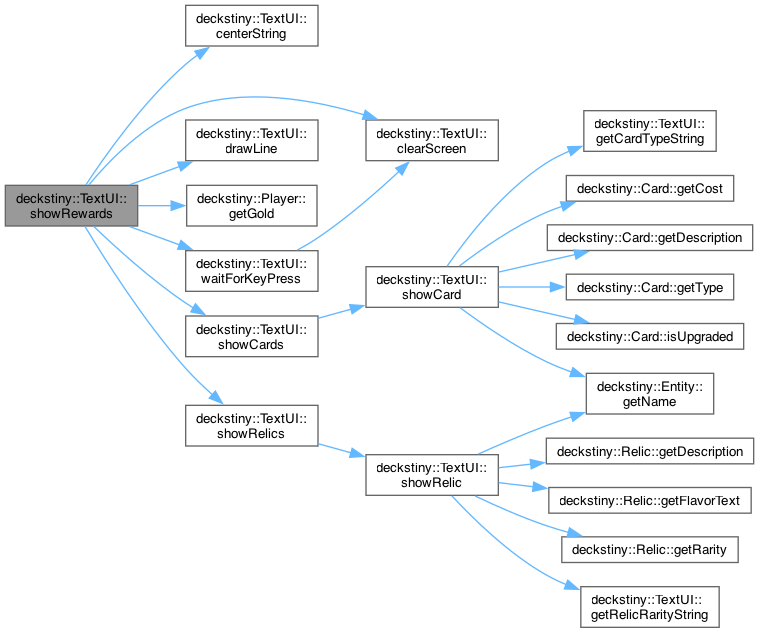 deckstiny::TextUI::
showRewards
deckstiny::TextUI::
centerString
deckstiny::TextUI::
drawLine
deckstiny::Player::
getGold
deckstiny::TextUI::
waitForKeyPress
deckstiny::TextUI::
showCards
deckstiny::TextUI::
showRelics
deckstiny::TextUI::
clearScreen
deckstiny::TextUI::
showCard
deckstiny::TextUI::
showRelic
deckstiny::TextUI::
getCardTypeString
deckstiny::Card::getCost
deckstiny::Card::getDescription
deckstiny::Card::getType
deckstiny::Card::isUpgraded
deckstiny::Entity::
getName
deckstiny::Relic::getDescription
deckstiny::Relic::getFlavorText
deckstiny::Relic::getRarity
deckstiny::TextUI::
getRelicRarityString